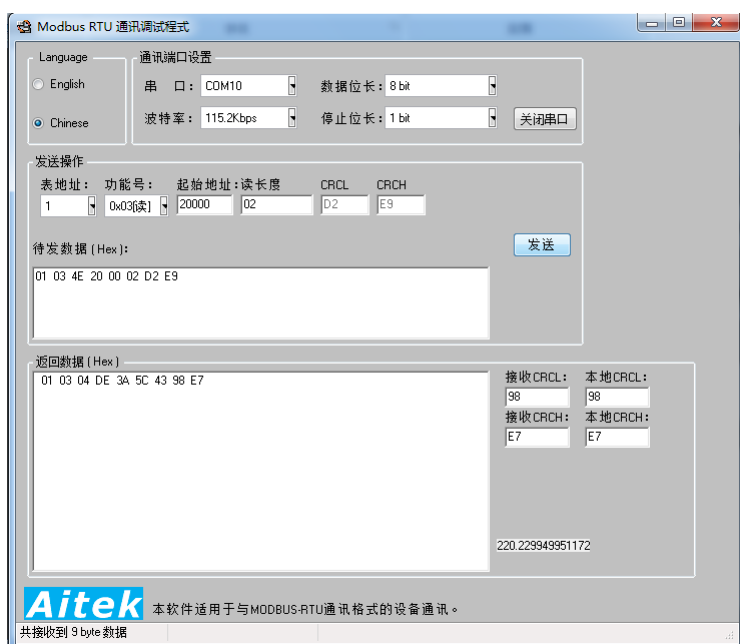 Modbus RTU 通讯调试程式
Language
English
Chinese
通讯端口设置
串 口: COM10 数据位长: 8 bit
波特率: 115.2Kbps 停止位长: 1 bit 关闭串口
发送操作
表地址: 功能号: 起始地址:读长度 CRCL CRCH
1 0x03[读] 20000 02 D2 E9
待发数据(Hex): 发送
01 03 4E 20 00 02 D2 E9
返回数据(Hex)
01 03 04 DE 3A 5C 43 98 E7
接收CRCL: 本地CRCL:
98 98
接收CRCH: 本地CRCH:
E7 E7
220.229949951172
Aitek 本软件适用于与MODBUS-RTU通讯格式的设备通讯。
共接收到 9 byte 数据